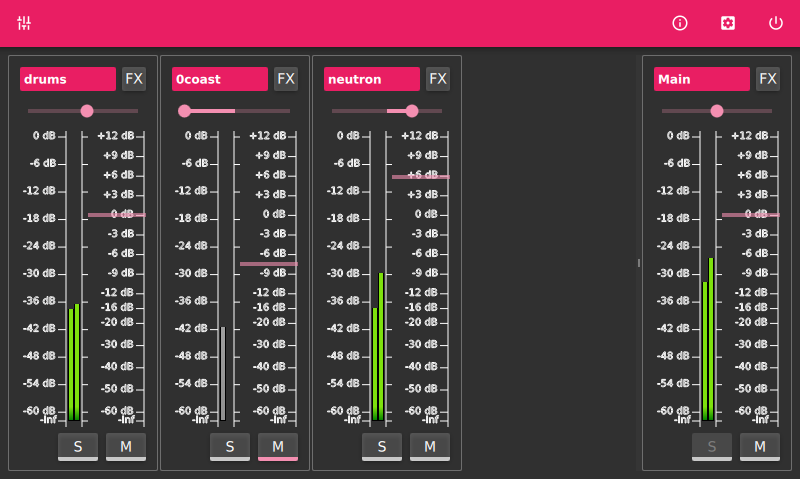 drums FX 0coast FX neutron FX Main FX
0 dB +12 dB 0 dB +12 dB 0 dB +12 dB 0 dB +12 dB
+9 dB +9 dB +9 dB +9 dB
-6 dB +6 dB -6 dB +6 dB -6 dB +6 dB -6 dB +6 dB
-12 dB +3 dB -12 dB +3 dB -12 dB +3 dB -12 dB +3 dB
-18 dB 0 dB -18 dB 0 dB -18 dB 0 dB -18 dB 0 dB
-3 dB -3 dB -3 dB -3 dB
-24 dB -6 dB -24 dB -6 dB -24 dB -6 dB -24 dB -6 dB
-30 dB -9 dB -30 dB -9 dB -30 dB -9 dB -30 dB -9 dB
-12 dB -12 dB -12 dB -12 dB
-36 dB -16 dB -36 dB -16 dB -36 dB -16 dB -36 dB -16 dB
-42 dB -20 dB -42 dB -20 dB -42 dB -20 dB -42 dB -20 dB
-30 dB -30 dB -30 dB -30 dB
-48 dB -40 dB -48 dB -40 dB -48 dB -40 dB -48 dB -40 dB
-54 dB -50 dB -54 dB -50 dB -54 dB -50 dB -54 dB -50 dB
-60 dB -60 dB -60 dB -60 dB -60 dB -60 dB -60 dB -60 dB
-inf -inf -inf -inf -inf -inf -inf -inf
S M S M S M S M